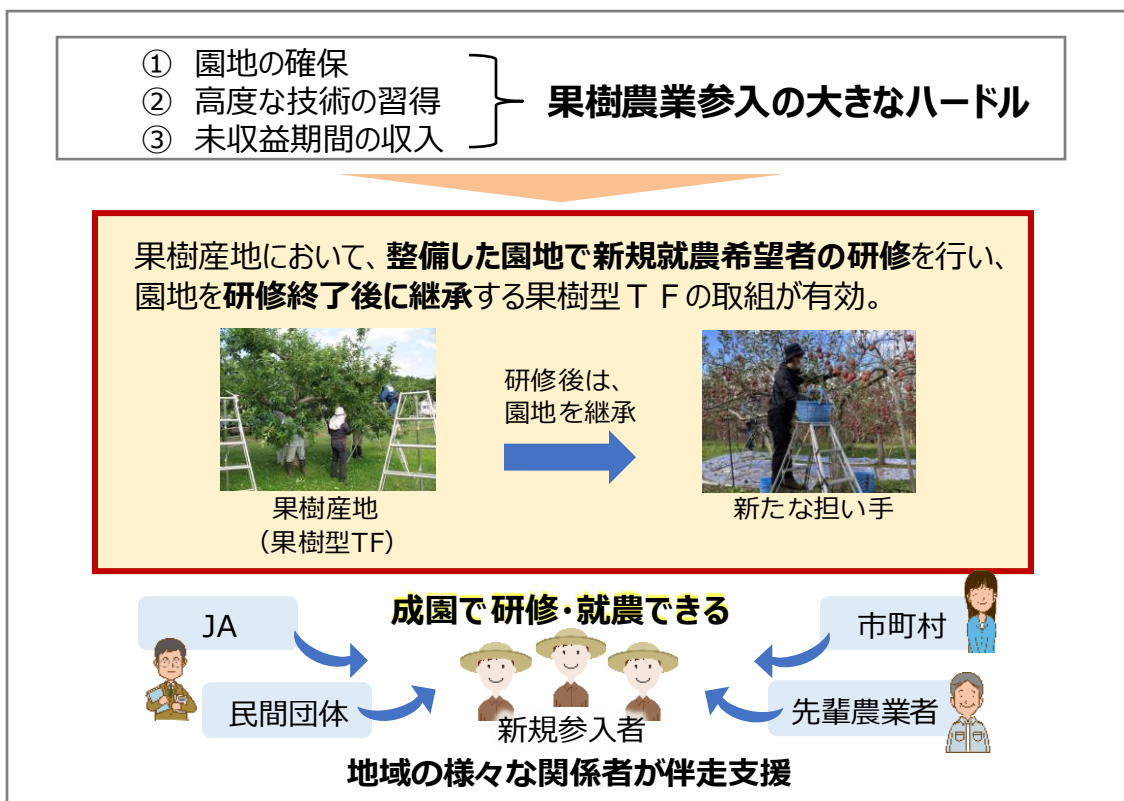 ① 園地の確保
② 高度な技術の習得
③ 未収益期間の収入
果樹農業参入の大きなハードル
果樹産地において、整備した園地で新規就農希望者の研修を行い、
園地を研修終了後に継承する果樹型ＴＦの取組が有効。
研修後は、
園地を継承
果樹産地
（果樹型TF）
新たな担い手
成園で研修・就農できる
JA
市町村
民間団体
先輩農業者
新規参入者
地域の様々な関係者が伴走支援